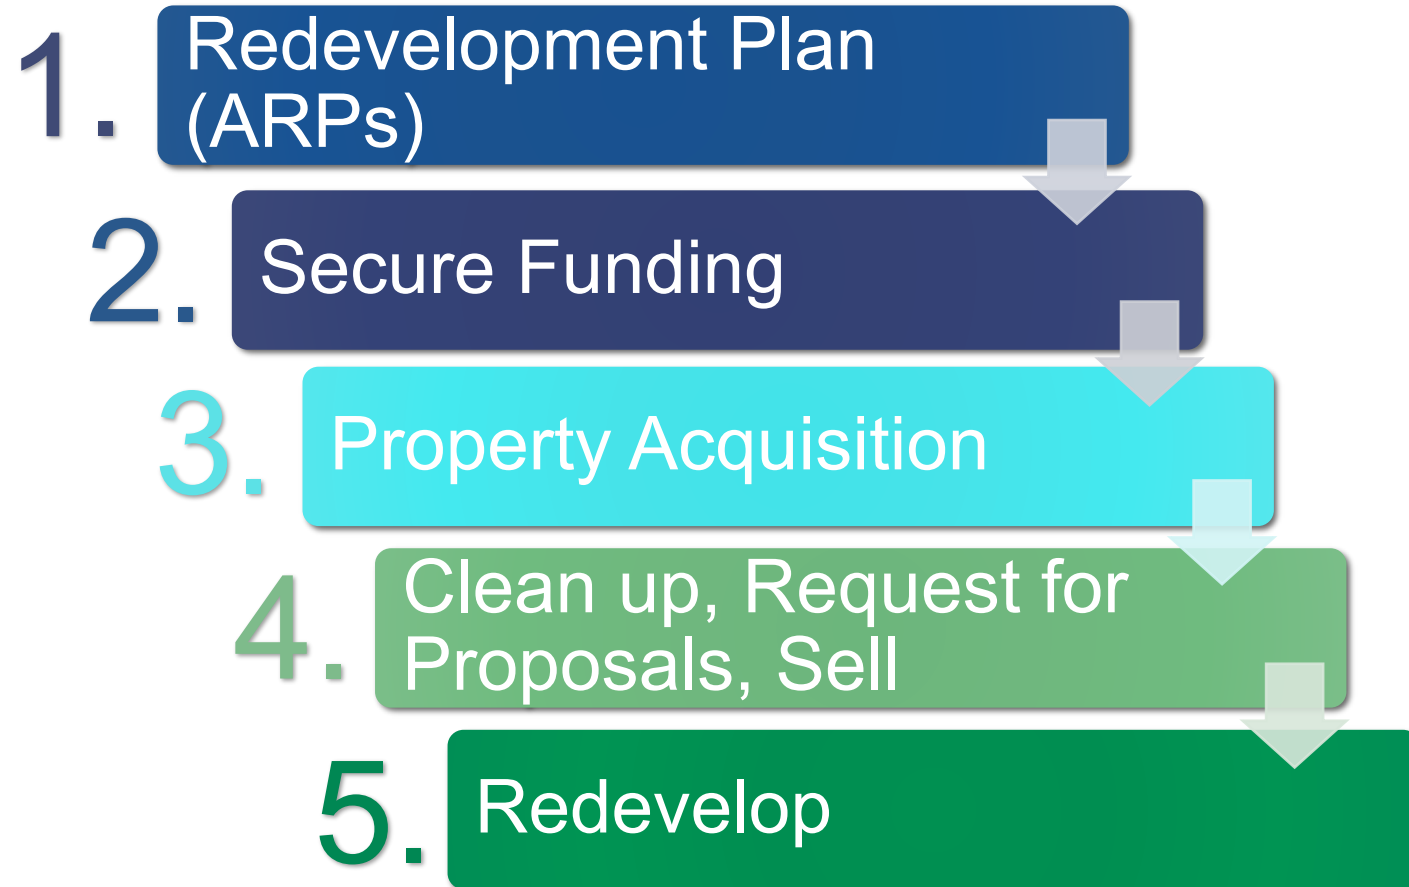 1. Redevelopment Plan
(ARPs)
2. Secure Funding
3. Property Acquisition
4. Clean up, Request for
Proposals, Sell
5. Redevelop